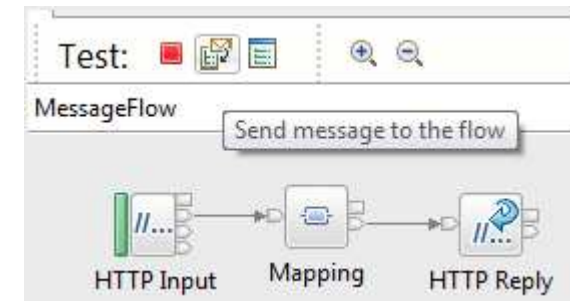 Test:
MessageFlow
Send message to the flow
//...
//...
HTTP Input Mapping HTTP Reply